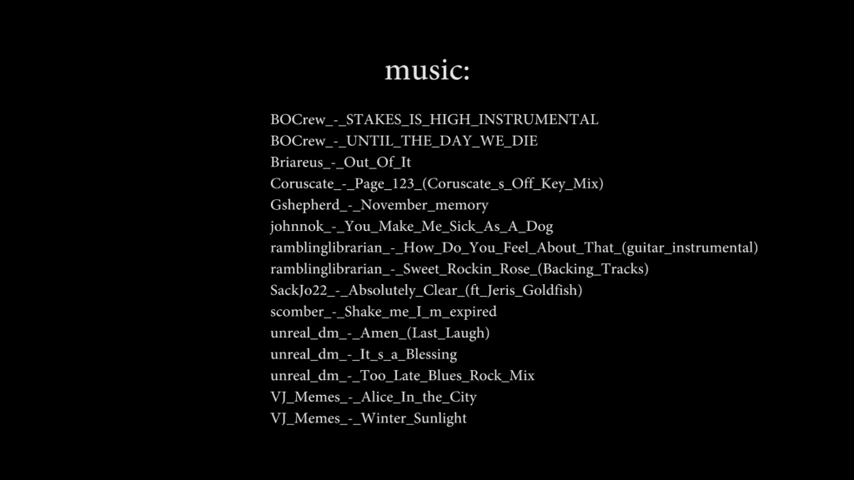 music:
BOCrew_-_STAKES_IS_HIGH_INSTRUMENTAL
BOCrew_-_UNTIL_THE_DAY_WE_DIE
Briareus_-_Out_Of_It
Coruscate_-_Page_123_(Coruscate_s_Off_Key_Mix)
Gshepherd_-_November_memory
johnnok_-_You_Make_Me_Sick_As_A_Dog
ramblinglibrarian_-_How_Do_You_Feel_About_That_(guitar_instrumental)
ramblinglibrarian_-_Sweet_Rockin_Rose_(Backing_Tracks)
SackJo22_-_Absolutely_Clear_(ft_Jeris_Goldfish)
scomber_-_Shake_me_I_m_expired
unreal_dm_-_Amen_(Last_Laugh)
unreal_dm_-_It_s_a_Blessing
unreal_dm_-_Too_Late_Blues_Rock_Mix
VJ_Memes_-_Alice_In_the_City
VJ_Memes_-_Winter_Sunlight